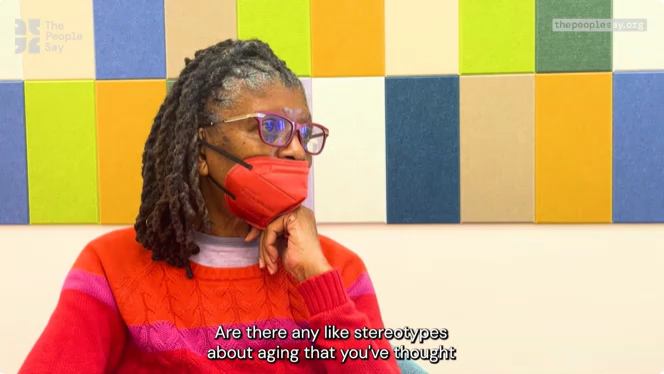 The
People
Say
thepeoplesay.org
Are there any like stereotypes
about aging that you've thought